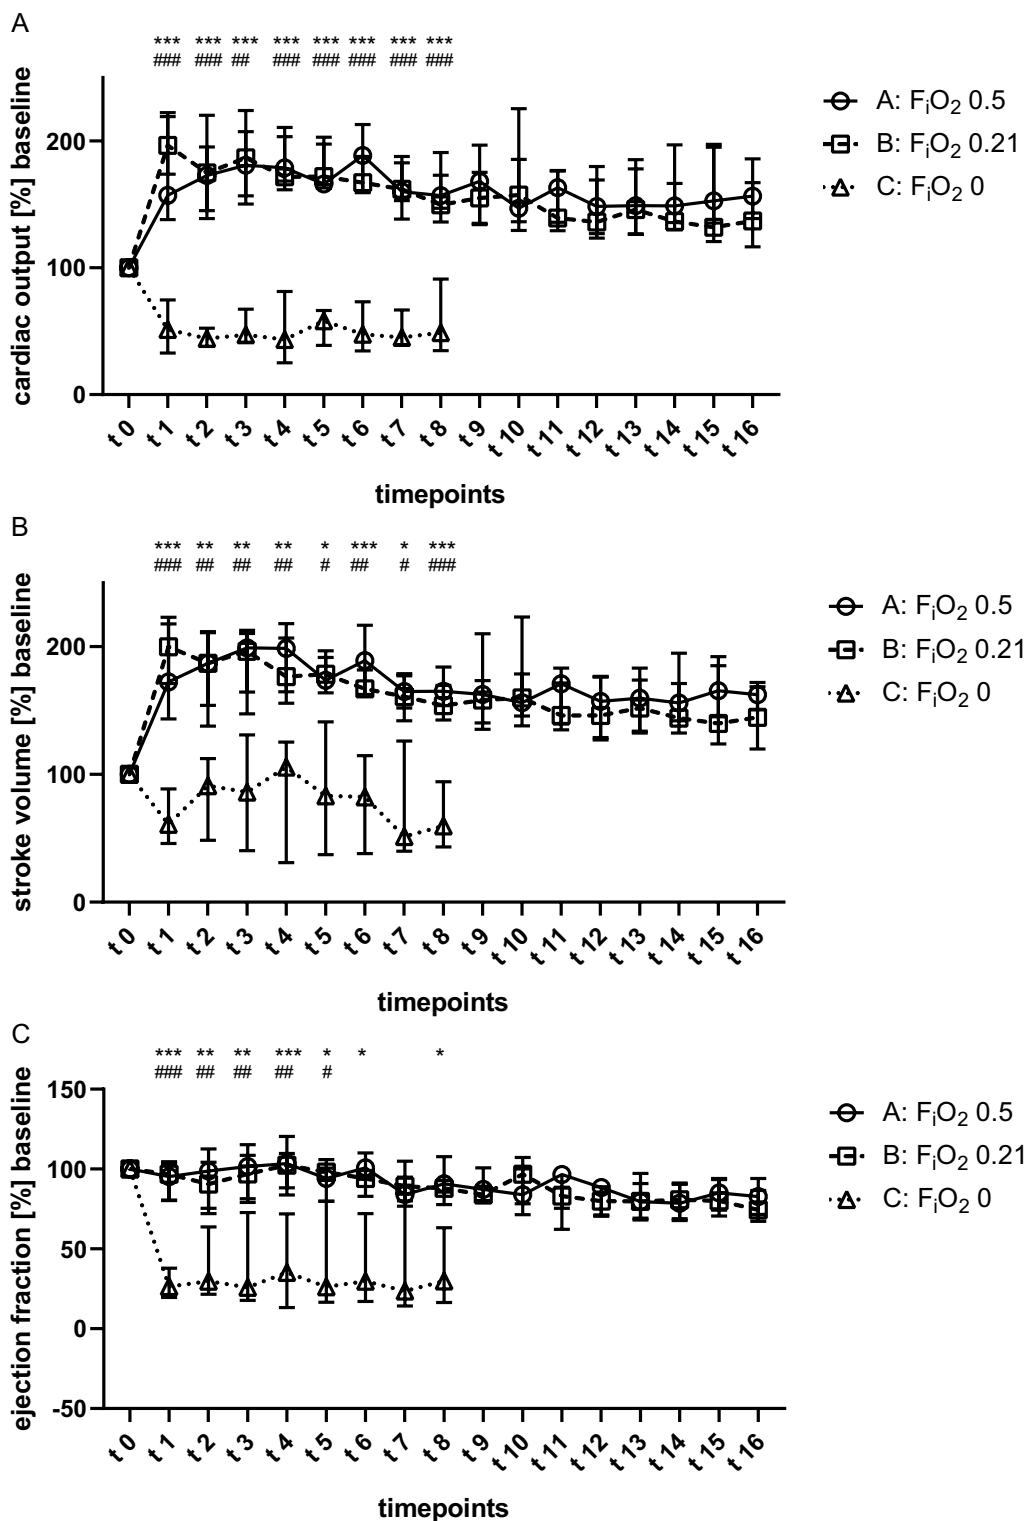 A
*** *** *** *** *** *** *** ***
### ### ## ### ### ### ### ###
cardiac output [%] baseline
200
100
0
t 0 t 1 t 2 t 3 t 4 t 5 t 6 t 7 t 8 t 9 t 10 t 11 t 12 t 13 t 14 t 15 t 16
timepoints
A: FiO2 0.5
B: FiO2 0.21
C: FiO2 0
B
*** ** ** ** * *** * ***
### ## ## ## # ## # ###
stroke volume [%] baseline
200
100
0
t 0 t 1 t 2 t 3 t 4 t 5 t 6 t 7 t 8 t 9 t 10 t 11 t 12 t 13 t 14 t 15 t 16
timepoints
A: FiO2 0.5
B: FiO2 0.21
C: FiO2 0
C
*** ** ** *** * * *
### ## ## ## #
ejection fraction [%] baseline
150
100
50
0
-50
t 0 t 1 t 2 t 3 t 4 t 5 t 6 t 7 t 8 t 9 t 10 t 11 t 12 t 13 t 14 t 15 t 16
timepoints
A: FiO2 0.5
B: FiO2 0.21
C: FiO2 0